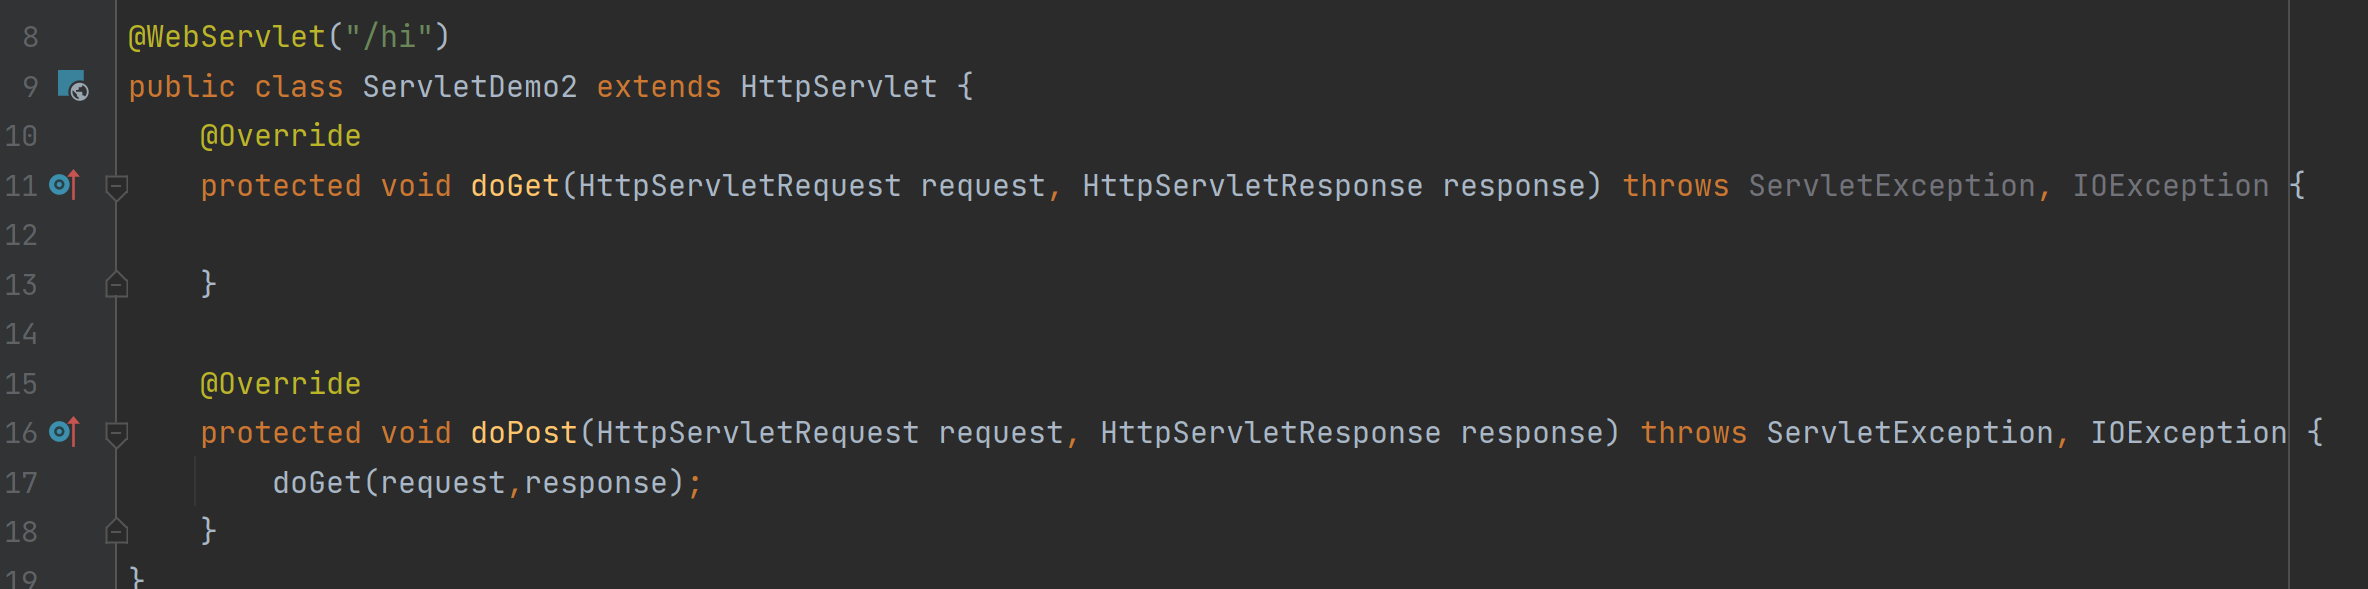 8 @WebServlet("/hi")
9 public class ServletDemo2 extends HttpServlet {
10 @Override
11 protected void doGet(HttpServletRequest request, HttpServletResponse response) throws ServletException, IOException {
12
13 }
14
15 @Override
16 protected void doPost(HttpServletRequest request, HttpServletResponse response) throws ServletException, IOException {
17 doGet(request,response);
18 }
19 }